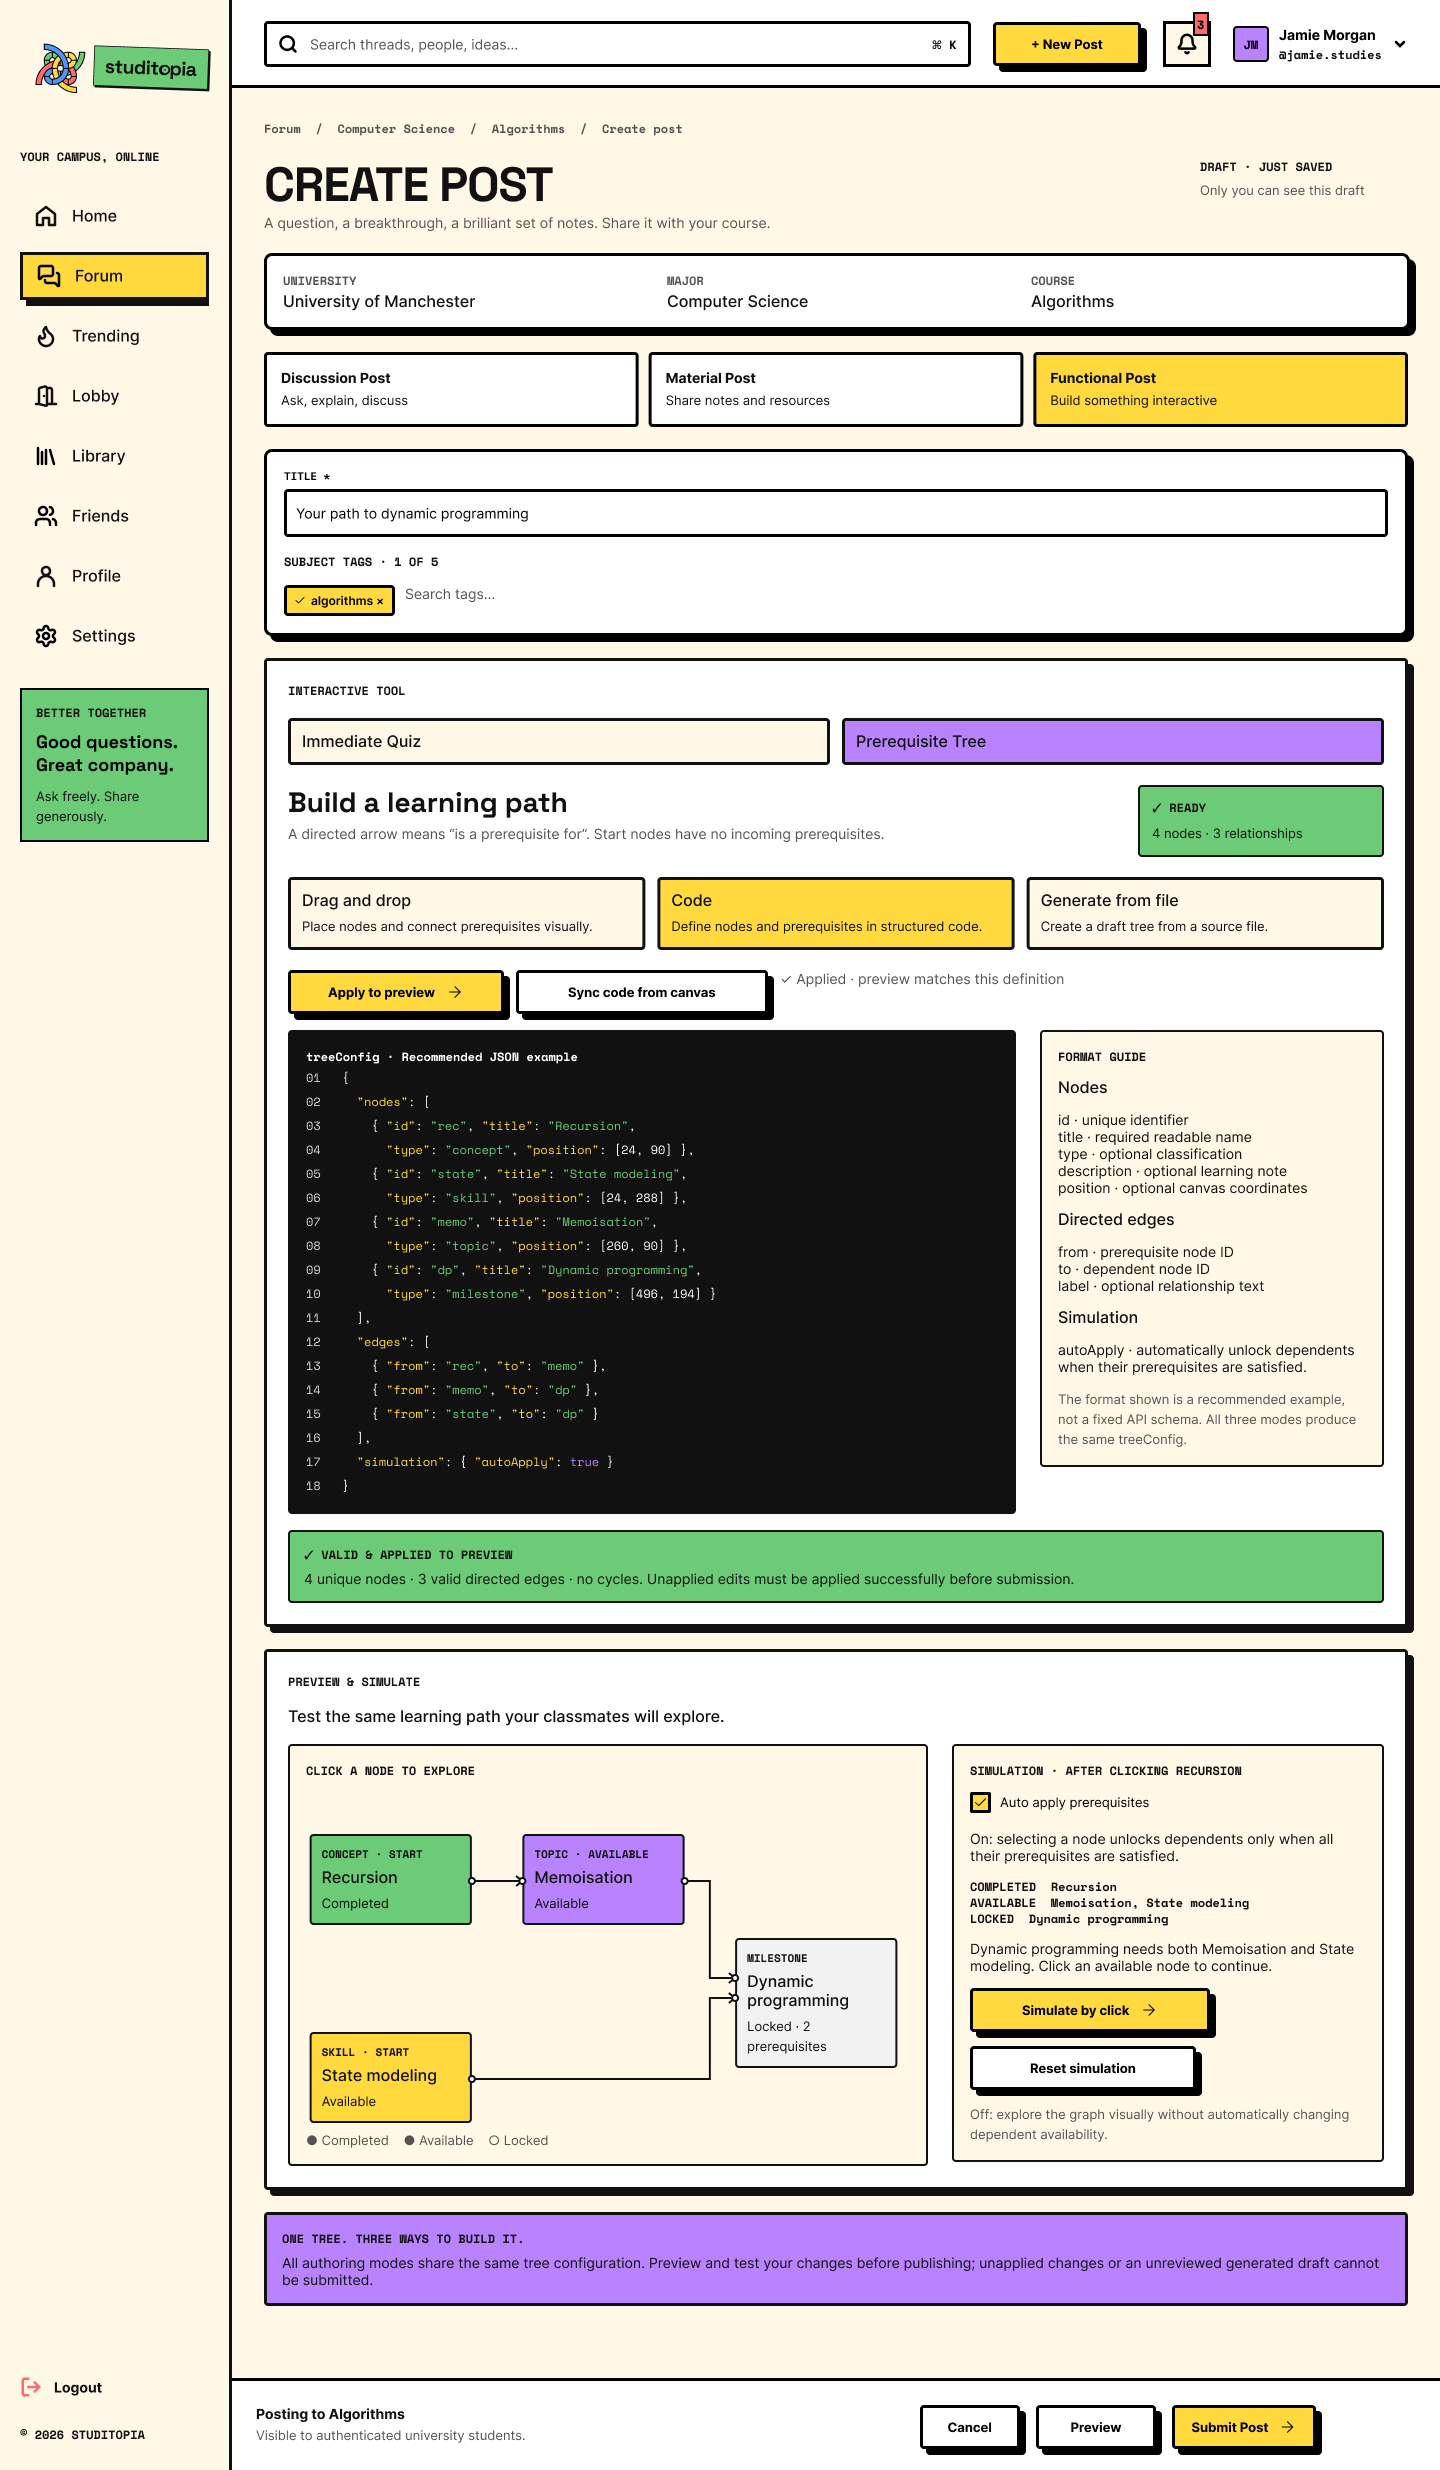 studitopia
Search threads, people, ideas...
⌘ K
+ New Post
3
JM
Jamie Morgan
@jamie.studies
YOUR CAMPUS, ONLINE
Home
Forum
Trending
Lobby
Library
Friends
Profile
Settings
BETTER TOGETHER
Good questions.
Great company.
Ask freely. Share
generously.
Logout
© 2026 STUDITOPIA
Forum / Computer Science / Algorithms / Create post
CREATE POST
A question, a breakthrough, a brilliant set of notes. Share it with your course.
DRAFT · JUST SAVED
Only you can see this draft
UNIVERSITY
University of Manchester
MAJOR
Computer Science
COURSE
Algorithms
Discussion Post
Ask, explain, discuss
Material Post
Share notes and resources
Functional Post
Build something interactive
TITLE *
Your path to dynamic programming
SUBJECT TAGS · 1 OF 5
✓ algorithms ×
Search tags...
INTERACTIVE TOOL
Immediate Quiz
Prerequisite Tree
Build a learning path
A directed arrow means “is a prerequisite for”. Start nodes have no incoming prerequisites.
✓ READY
4 nodes · 3 relationships
Drag and drop
Place nodes and connect prerequisites visually.
Code
Define nodes and prerequisites in structured code.
Generate from file
Create a draft tree from a source file.
Apply to preview →
Sync code from canvas
✓ Applied · preview matches this definition
treeConfig · Recommended JSON example
01 {
02 "nodes": [
03 { "id": "rec", "title": "Recursion",
04 "type": "concept", "position": [24, 90] },
05 { "id": "state", "title": "State modeling",
06 "type": "skill", "position": [24, 288] },
07 { "id": "memo", "title": "Memoisation",
08 "type": "topic", "position": [260, 90] },
09 { "id": "dp", "title": "Dynamic programming",
10 "type": "milestone", "position": [496, 194] }
11 ],
12 "edges": [
13 { "from": "rec", "to": "memo" },
14 { "from": "memo", "to": "dp" },
15 { "from": "state", "to": "dp" }
16 ],
17 "simulation": { "autoApply": true }
18 }
FORMAT GUIDE
Nodes
id · unique identifier
title · required readable name
type · optional classification
description · optional learning note
position · optional canvas coordinates
Directed edges
from · prerequisite node ID
to · dependent node ID
label · optional relationship text
Simulation
autoApply · automatically unlock dependents
when their prerequisites are satisfied.
The format shown is a recommended example,
not a fixed API schema. All three modes produce
the same treeConfig.
✓ VALID & APPLIED TO PREVIEW
4 unique nodes · 3 valid directed edges · no cycles. Unapplied edits must be applied successfully before submission.
PREVIEW & SIMULATE
Test the same learning path your classmates will explore.
CLICK A NODE TO EXPLORE
CONCEPT · START
Recursion
Completed
TOPIC · AVAILABLE
Memoisation
Available
MILESTONE
Dynamic
programming
Locked · 2
prerequisites
SKILL · START
State modeling
Available
● Completed ● Available ○ Locked
SIMULATION · AFTER CLICKING RECURSION
Auto apply prerequisites
On: selecting a node unlocks dependents only when all
their prerequisites are satisfied.
COMPLETED Recursion
AVAILABLE Memoisation, State modeling
LOCKED Dynamic programming
Dynamic programming needs both Memoisation and State
modeling. Click an available node to continue.
Simulate by click →
Reset simulation
Off: explore the graph visually without automatically changing
dependent availability.
ONE TREE. THREE WAYS TO BUILD IT.
All authoring modes share the same tree configuration. Preview and test your changes before publishing; unapplied changes or an unreviewed generated draft cannot
be submitted.
Posting to Algorithms
Visible to authenticated university students.
Cancel
Preview
Submit Post →